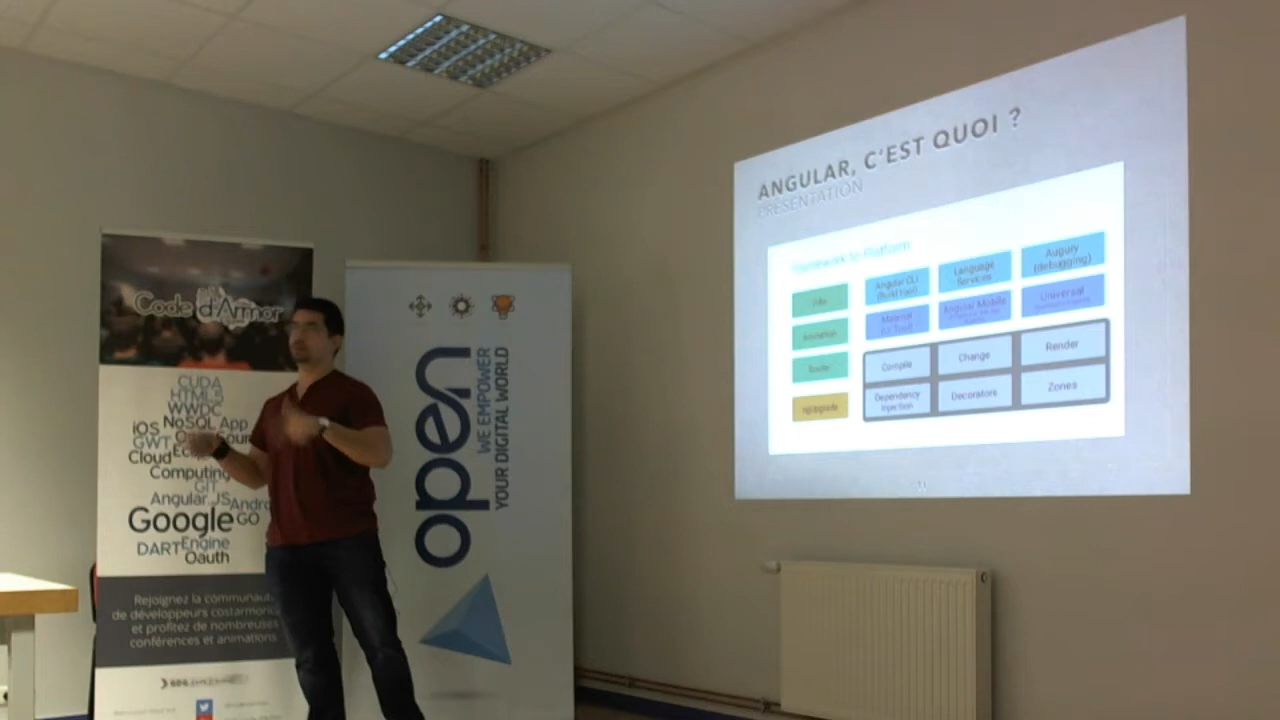 Code d'Armor
CUDA
HTML5
WWDC
iOS NoSQL App
GWT
Cloud
Computing
GIT
Angular JS
Google GO
DART Engine
Oauth
Rejoignez la communauté
de développeurs costarmoricains
et profitez de nombreuses
conférences et animations
open
WE EMPOWER
YOUR DIGITAL WORLD
ANGULAR, C'EST QUOI ?
PRÉSENTATION
Framework to Platform
Angular CLI
(build tool)
Language
Services
Augury
(debugging)
Animation
Material
Angular Mobile
Universal
Router
Compile
Change
Render
Dependency
Injection
Decorators
Zones